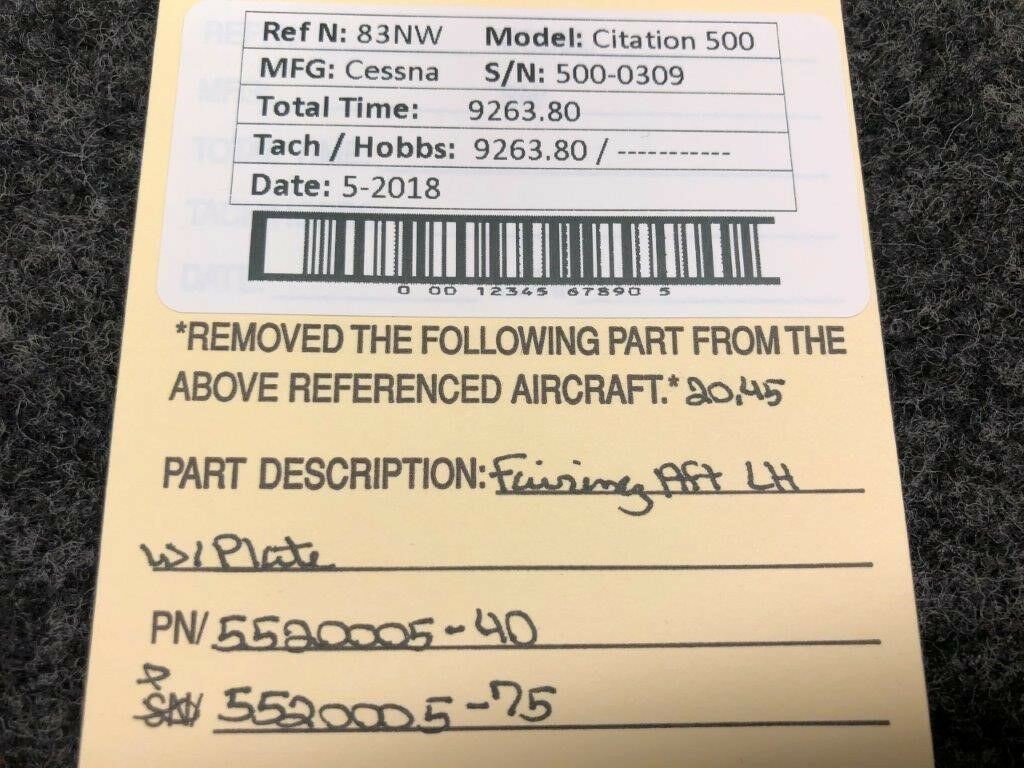 Ref N: 83NW Model: Citation 500
MFG: Cessna S/N: 500-0309
Total Time: 9263.80
Tach / Hobbs: 9263.80 / -----------
Date: 5-2018
0 00 12345 67890 5
*REMOVED THE FOLLOWING PART FROM THE
ABOVE REFERENCED AIRCRAFT.* 20,45
PART DESCRIPTION: Fairing Aft LH
W/Plate
PN/ 5520005-40
P
SN/ 5520005-75